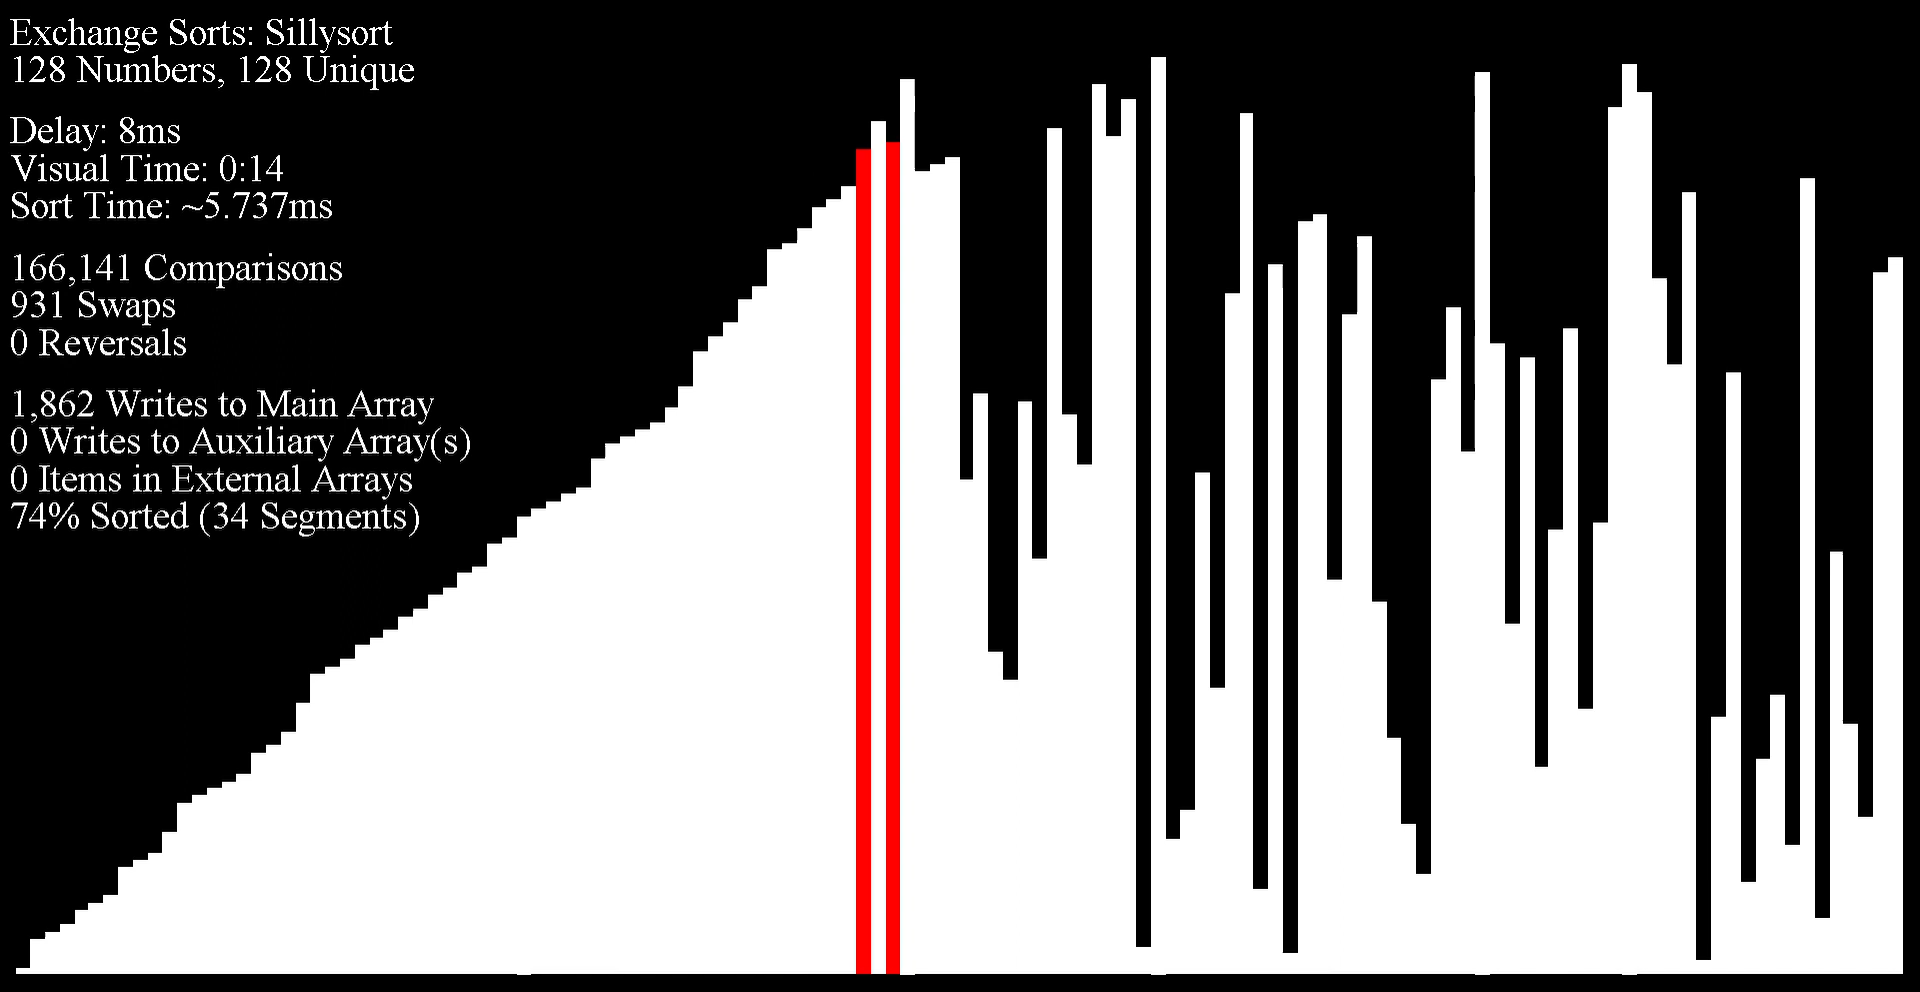 Exchange Sorts: Sillysort
128 Numbers, 128 Unique
Delay: 8ms
Visual Time: 0:14
Sort Time: ~5.737ms
166,141 Comparisons
931 Swaps
0 Reversals
1,862 Writes to Main Array
0 Writes to Auxiliary Array(s)
0 Items in External Arrays
74% Sorted (34 Segments)